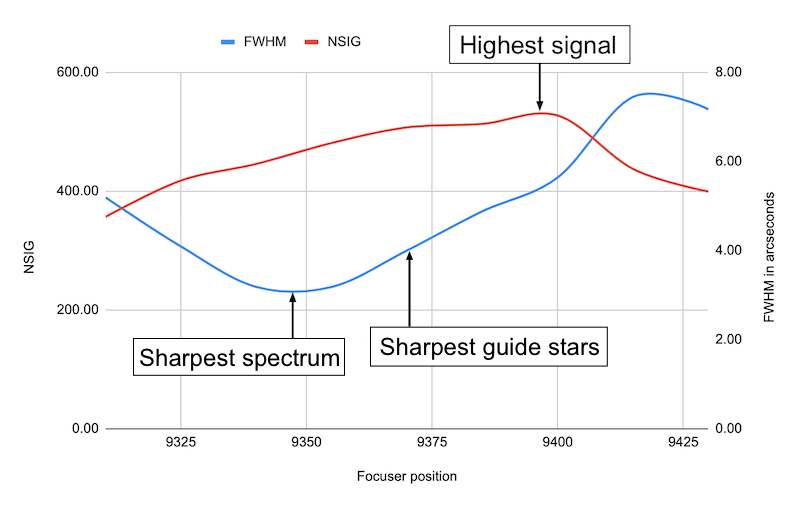 Highest signal
FWHM NSIG
600.00
400.00
200.00
0.00
NSIG
8.00
6.00
4.00
2.00
0.00
FWHM in arcseconds
Sharpest spectrum
Sharpest guide stars
9325 9350 9375 9400 9425
Focuser position